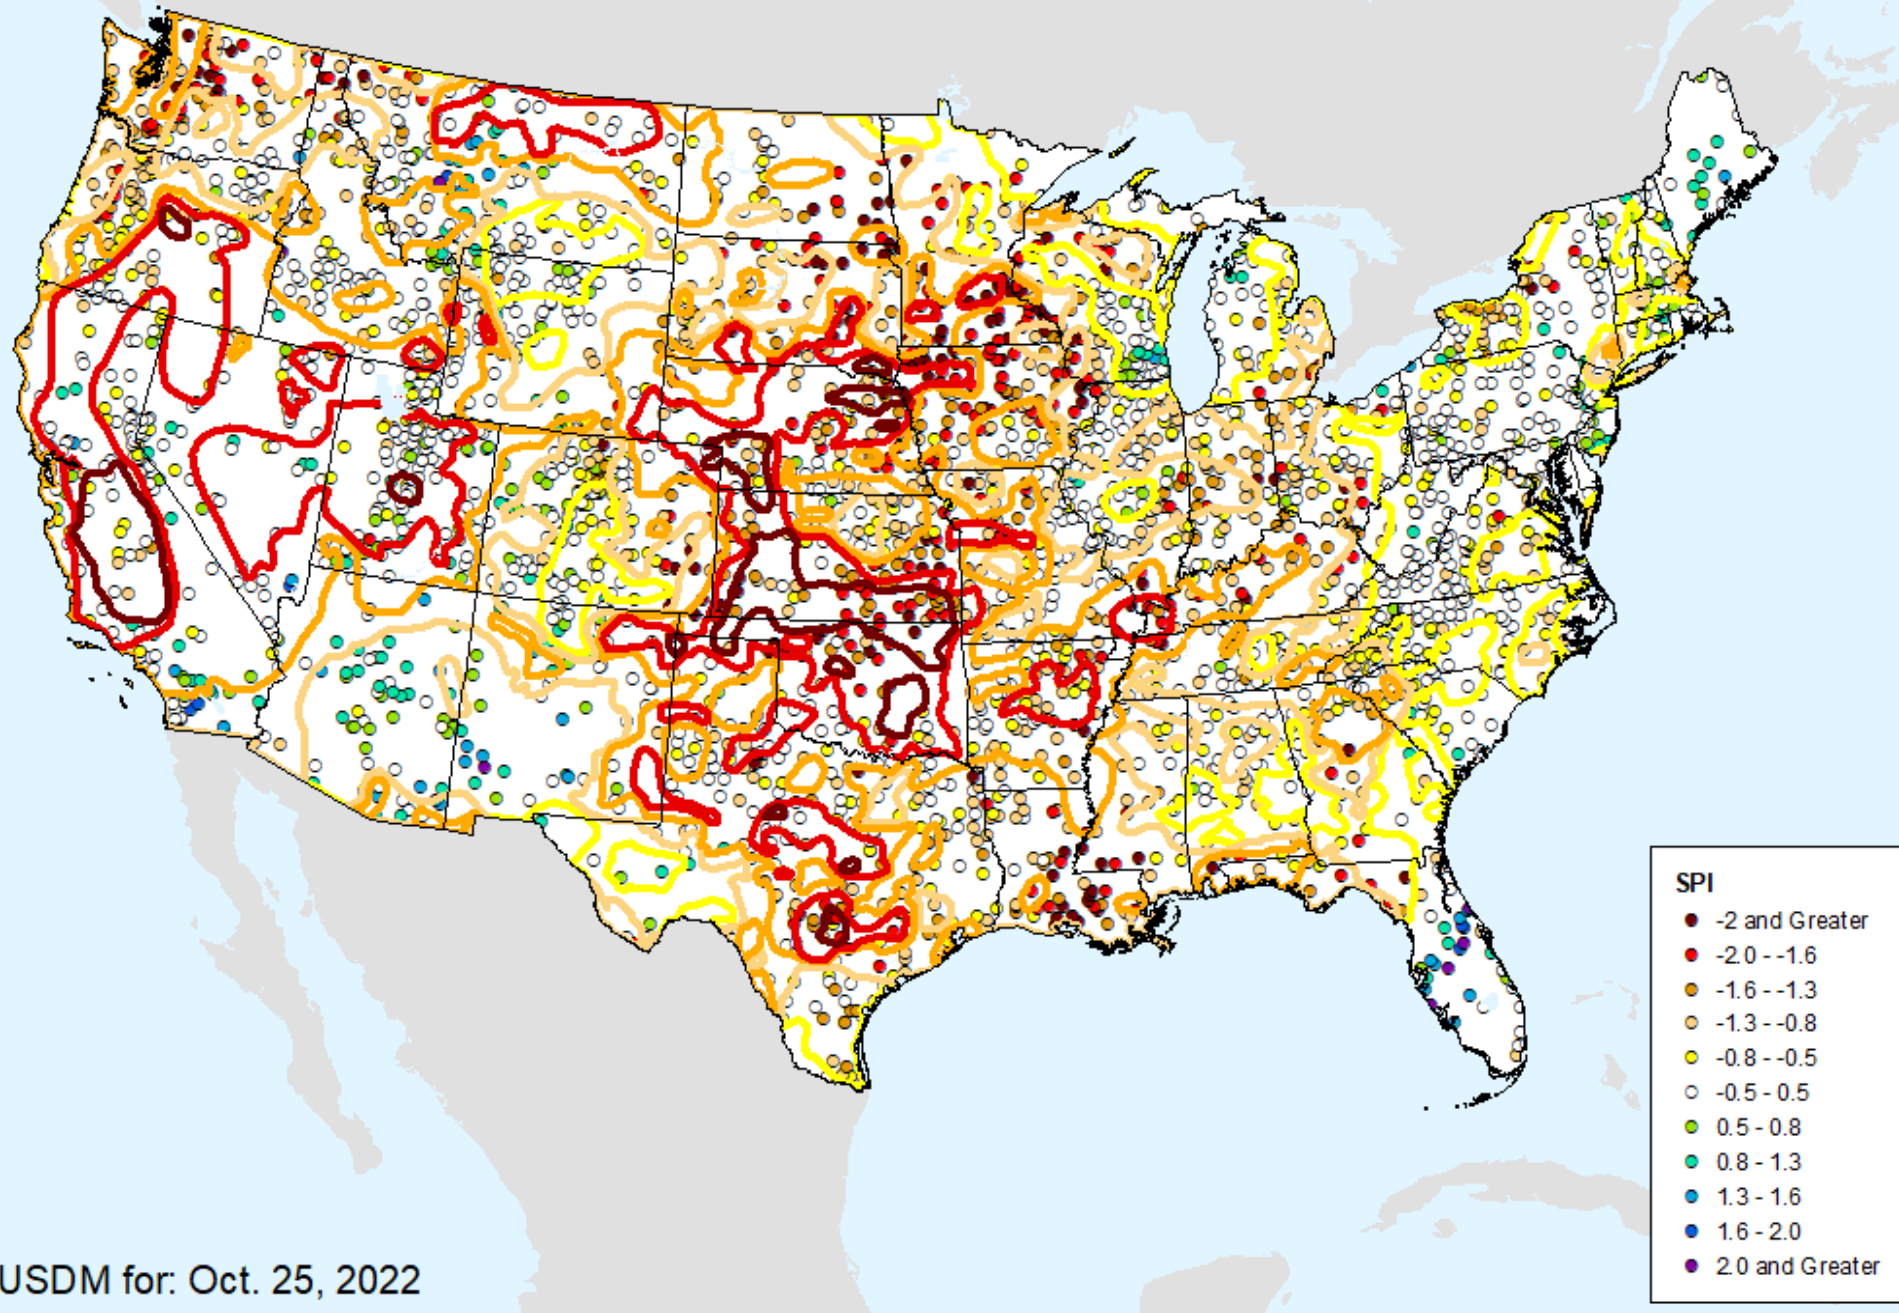 SPI
-2 and Greater
-2.0 - -1.6
-1.6 - -1.3
-1.3 - -0.8
-0.8 - -0.5
-0.5 - 0.5
0.5 - 0.8
0.8 - 1.3
1.3 - 1.6
1.6 - 2.0
2.0 and Greater
USDM for: Oct. 25, 2022